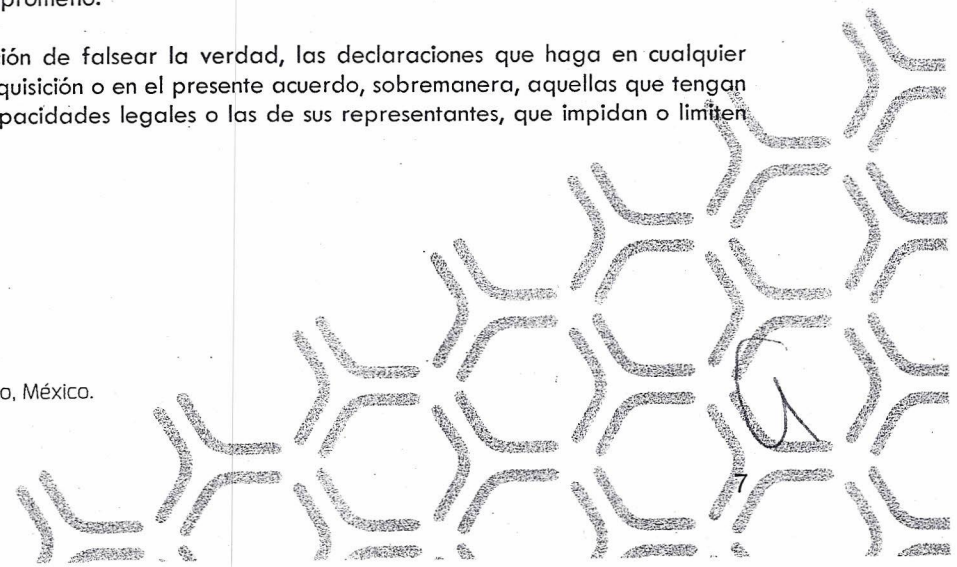 ión de falsear la verdad, las declaraciones que haga en cualquier
quisición o en el presente acuerdo, sobremanera, aquellas que tengan
pacidades legales o las de sus representantes, que impidan o limiten
o, México.
7